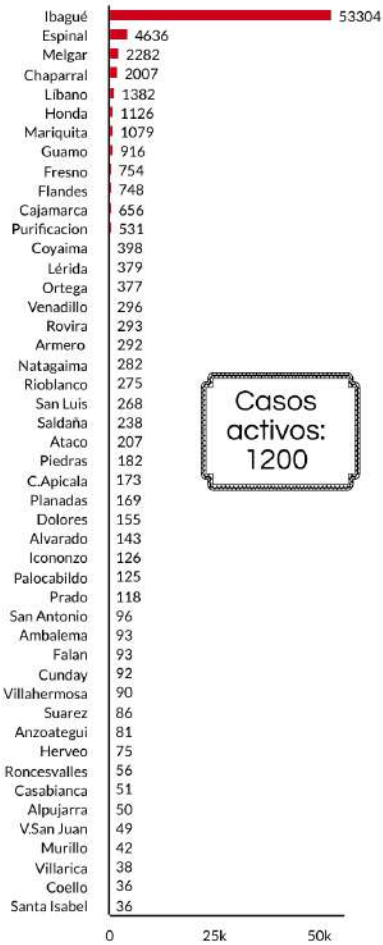 Ibagué 53304
Espinal 4636
Melgar 2282
Chaparral 2007
Líbano 1382
Honda 1126
Mariquita 1079
Guamo 916
Fresno 754
Flandes 748
Cajamarca 656
Purificacion 531
Coyaima 398
Lérida 379
Ortega 377
Venadillo 296
Rovira 293
Armero 292
Natagaima 282
Rioblanco 275
San Luis 268
Saldaña 238
Ataco 207
Piedras 182
C.Apicala 173
Planadas 169
Dolores 155
Alvarado 143
Icononzo 126
Palocabildo 125
Prado 118
San Antonio 96
Ambalema 93
Falan 93
Cunday 92
Villahermosa 90
Suarez 86
Anzoategui 81
Herveo 75
Roncesvalles 56
Casabianca 51
Alpujarra 50
V.San Juan 49
Murillo 42
Villarica 38
Coello 36
Santa Isabel 36
0 25k 50k
Casos
activos:
1200